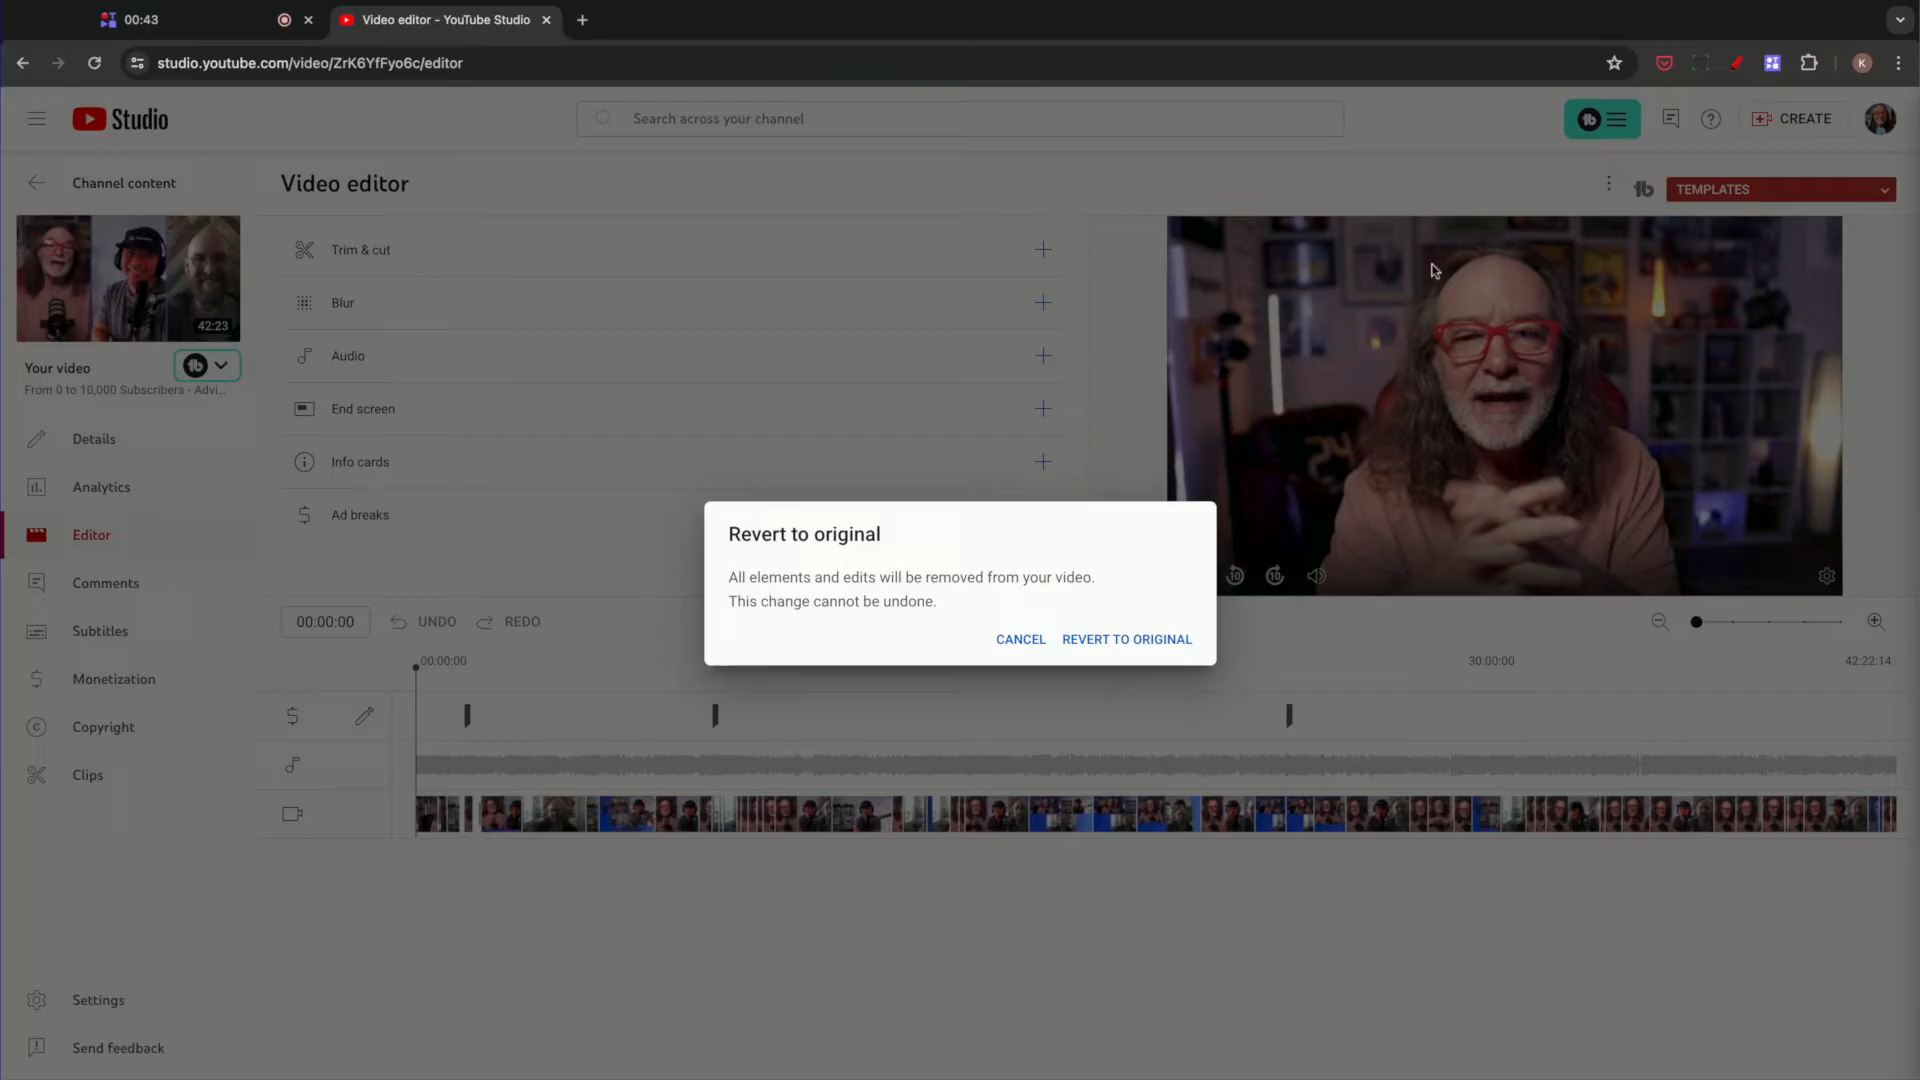 00:43
Video editor - YouTube Studio
studio.youtube.com/video/ZrK6YfFyo6c/editor
K
Studio
Search across your channel
CREATE
Channel content
Video editor
TEMPLATES
42:23
Your video
From 0 to 10,000 Subscribers - Advi...
Trim & cut
Blur
Audio
End screen
Info cards
Ad breaks
Details
Analytics
Editor
Comments
Subtitles
Monetization
Copyright
Clips
Settings
Send feedback
Revert to original
All elements and edits will be removed from your video.
This change cannot be undone.
CANCEL
REVERT TO ORIGINAL
10
10
00:00:00
UNDO
REDO
00:00:00
30:00:00
42:22:14